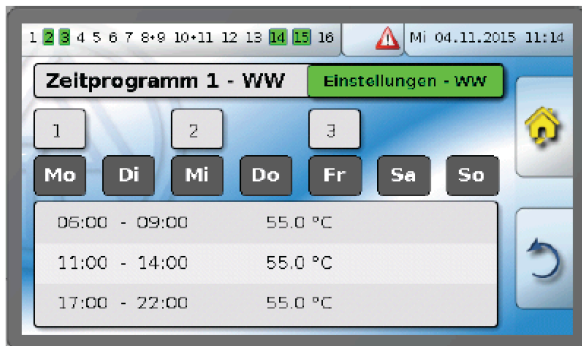 1 2 3 4 5 6 7 8+9 10+11 12 13 14 15 16 Mi 04.11.2015 11:14
Zeitprogramm 1 - WW Einstellungen - WW
1 2 3
Mo Di Mi Do Fr Sa So
06:00 - 09:00 55.0 °C
11:00 - 14:00 55.0 °C
17:00 - 22:00 55.0 °C